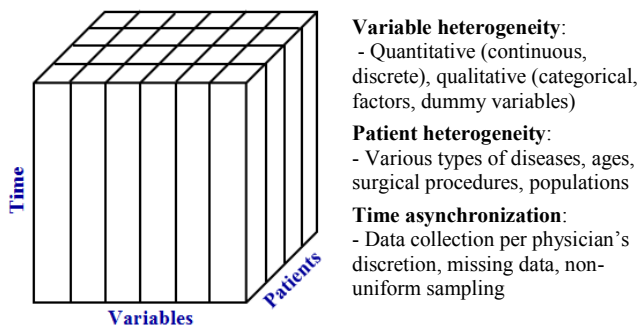 Time
Variables
Patients
Variable heterogeneity:
- Quantitative (continuous,
discrete), qualitative (categorical,
factors, dummy variables)
Patient heterogeneity:
- Various types of diseases, ages,
surgical procedures, populations
Time asynchronization:
- Data collection per physician's
discretion, missing data, non-
uniform sampling